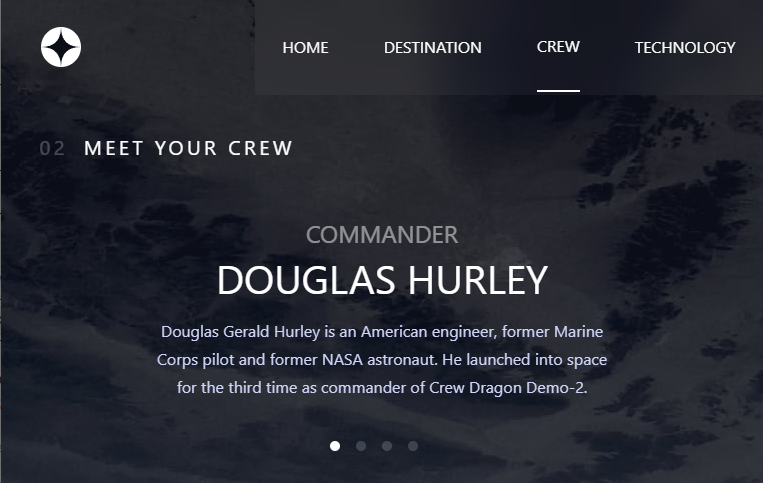 HOME DESTINATION CREW TECHNOLOGY
02 MEET YOUR CREW
COMMANDER
DOUGLAS HURLEY
Douglas Gerald Hurley is an American engineer, former Marine
Corps pilot and former NASA astronaut. He launched into space
for the third time as commander of Crew Dragon Demo-2.